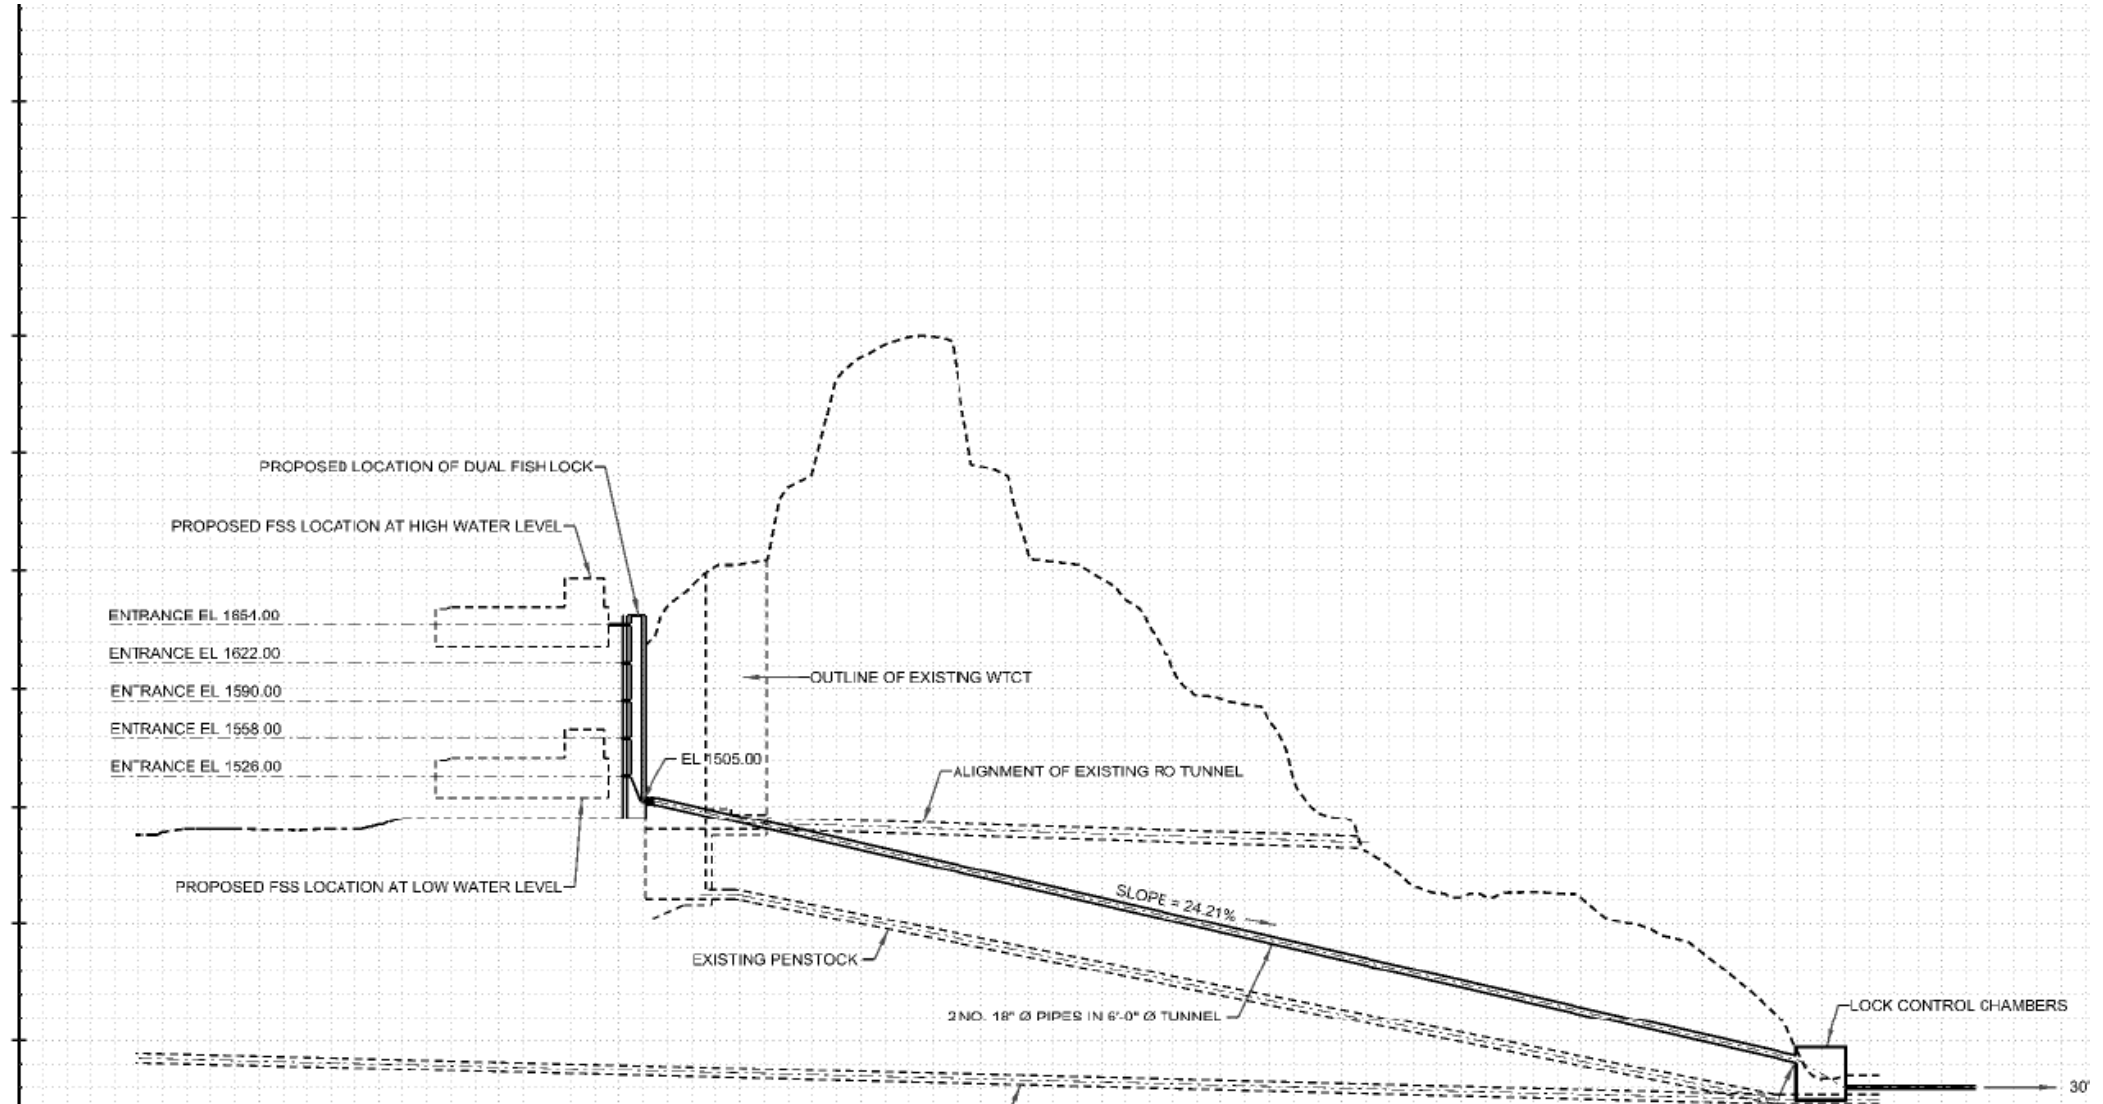 PROPOSED LOCATION OF DUAL FISH LOCK
PROPOSED FSS LOCATION AT HIGH WATER LEVEL
ENTRANCE EL 1654.00
ENTRANCE EL 1622.00
ENTRANCE EL 1590.00
ENTRANCE EL 1558.00
ENTRANCE EL 1526.00
OUTLINE OF EXISTNG WTCT
EL 1505.00
ALIGNMENT OF EXISTING RO TUNNEL
PROPOSED FSS LOCATION AT LOW WATER LEVEL
SLOPE = 24.21%
EXISTING PENSTOCK
2 NO. 18" Ø PIPES IN 6'-0" Ø TUNNEL
LOCK CONTROL CHAMBERS
30"